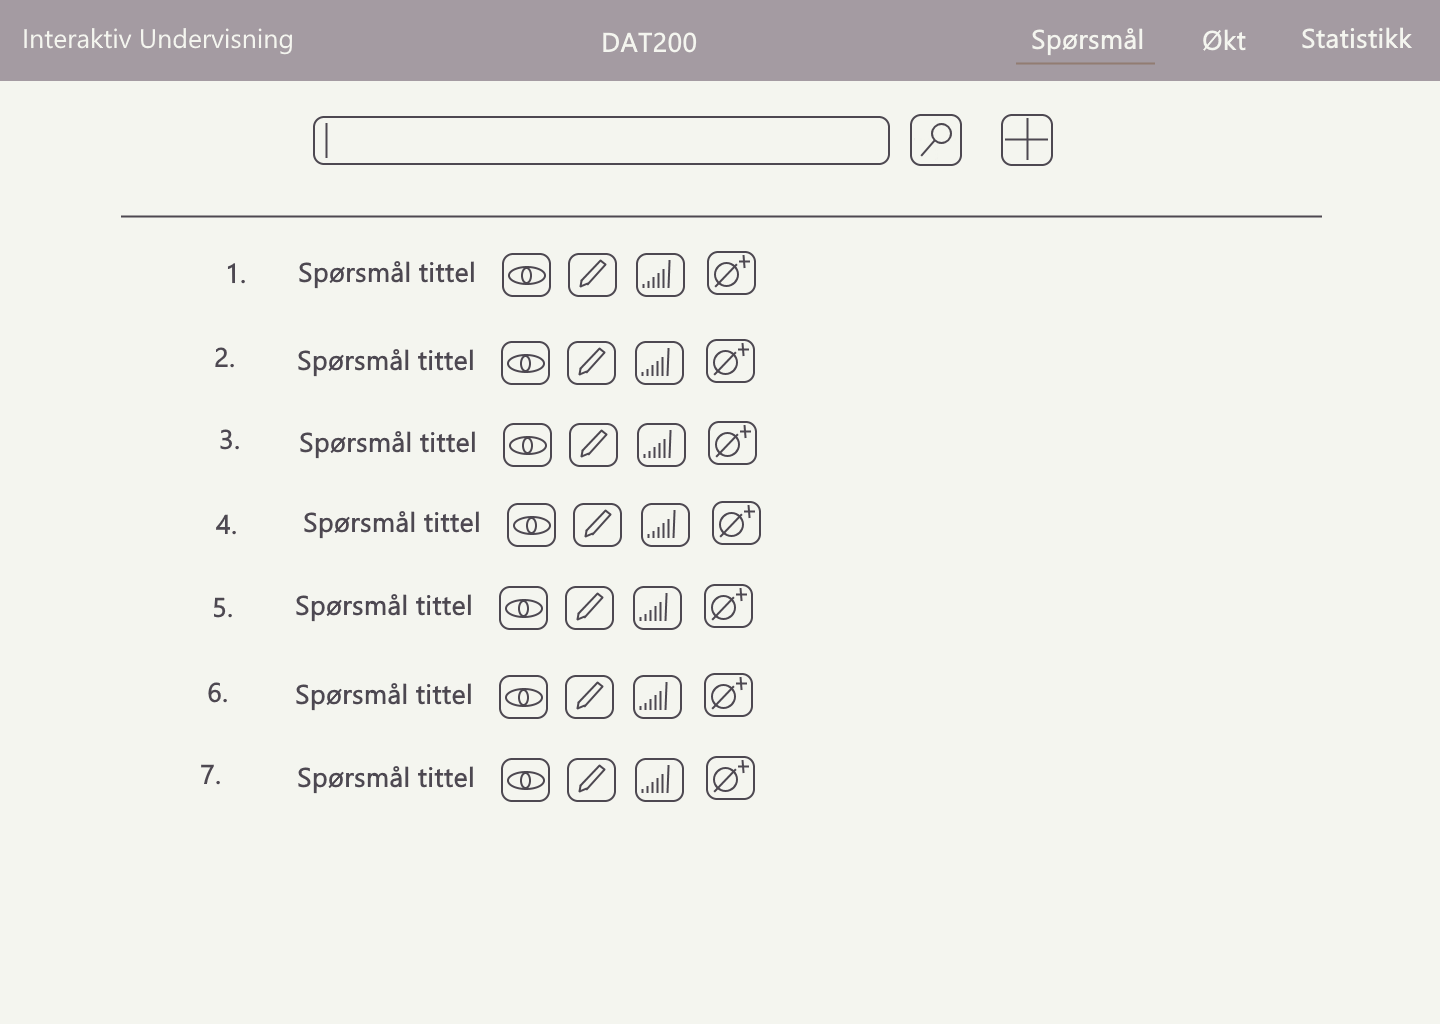 Interaktiv Undervisning DAT200 Spørsmål Økt Statistikk
1. Spørsmål tittel
2. Spørsmål tittel
3. Spørsmål tittel
4. Spørsmål tittel
5. Spørsmål tittel
6. Spørsmål tittel
7. Spørsmål tittel